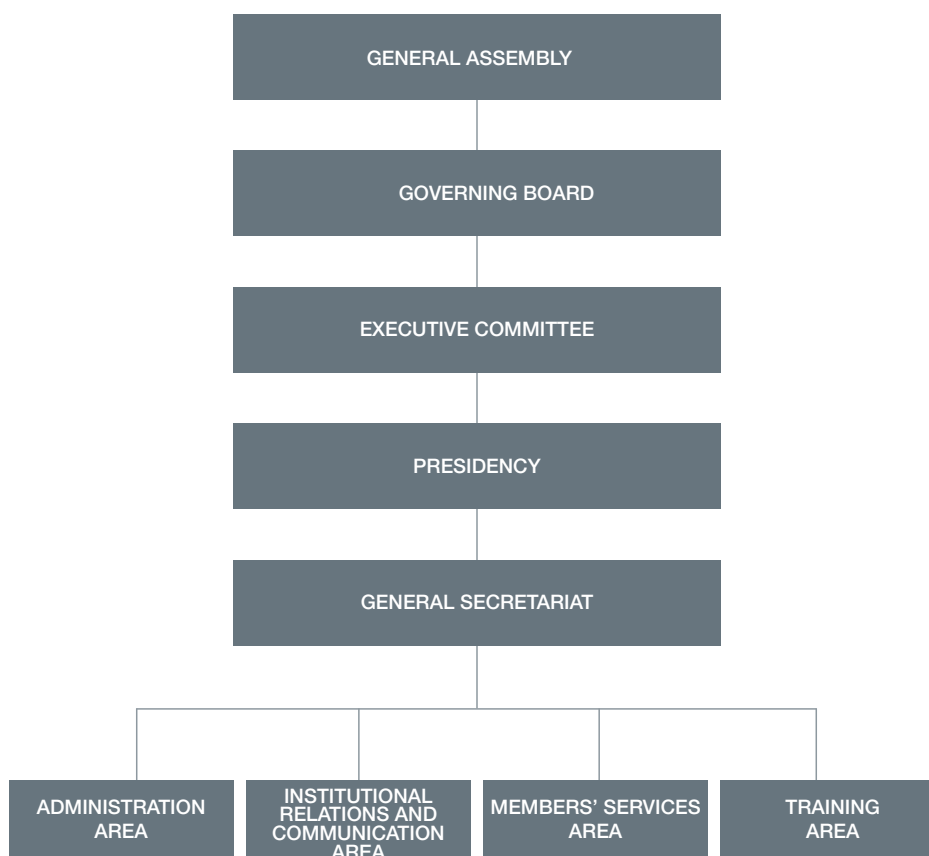 GENERAL ASSEMBLY
GOVERNING BOARD
EXECUTIVE COMMITTEE
PRESIDENCY
GENERAL SECRETARIAT
ADMINISTRATION
AREA
INSTITUTIONAL
RELATIONS AND
COMMUNICATION
AREA
MEMBERS’ SERVICES
AREA
TRAINING
AREA